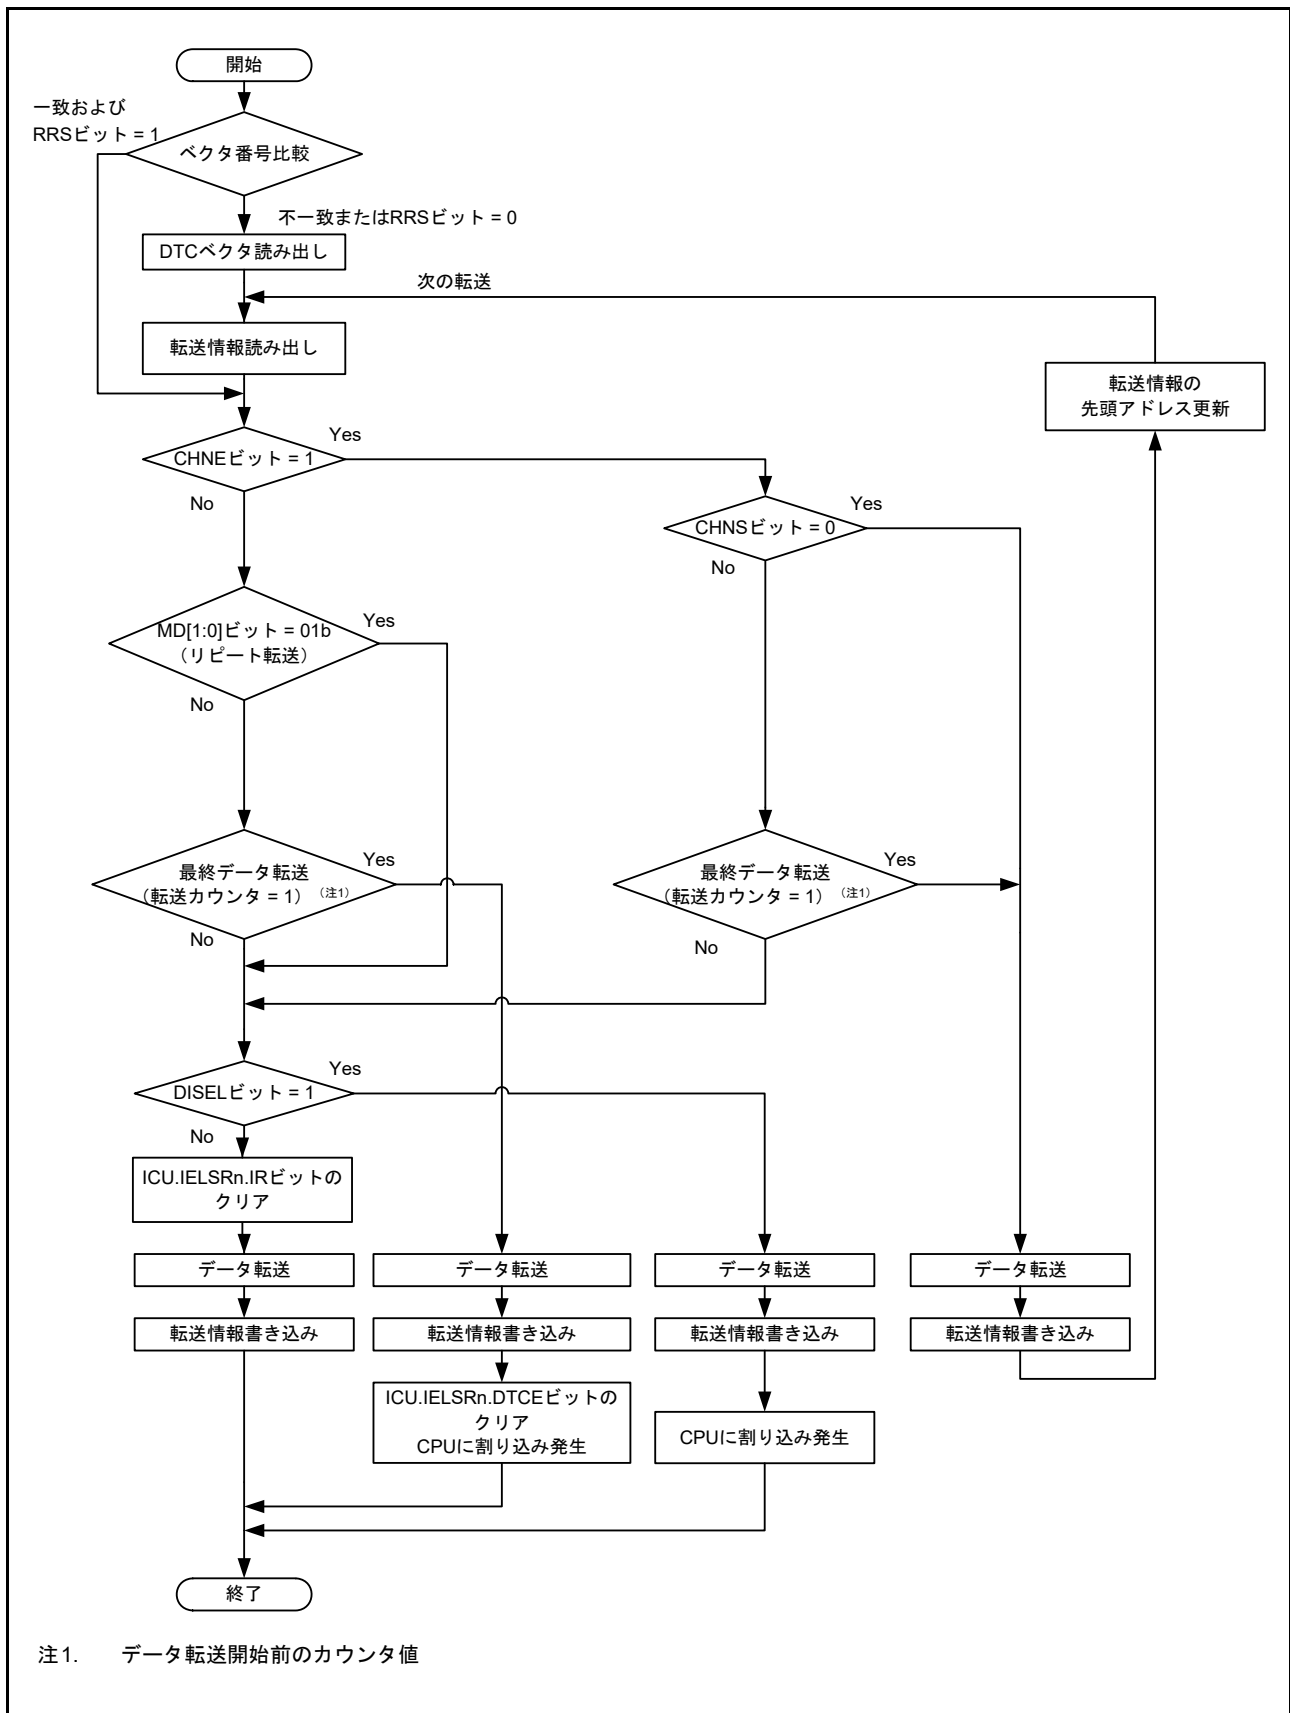 開始
一致および
RRSビット = 1
ベクタ番号比較
不一致またはRRSビット = 0
DTCベクタ読み出し
次の転送
転送情報読み出し
転送情報の
先頭アドレス更新
Yes
CHNEビット = 1
No
Yes
CHNSビット = 0
No
Yes
MD[1:0]ビット = 01b
（リピート転送）
No
Yes
最終データ転送
（転送カウンタ = 1）（注1）
No
Yes
最終データ転送
（転送カウンタ = 1）（注1）
No
Yes
DISELビット = 1
No
ICU.IELSRn.IRビットの
クリア
データ転送
データ転送
データ転送
データ転送
転送情報書き込み
転送情報書き込み
転送情報書き込み
転送情報書き込み
ICU.IELSRn.DTCEビットの
クリア
CPUに割り込み発生
CPUに割り込み発生
終了
注1. データ転送開始前のカウンタ値